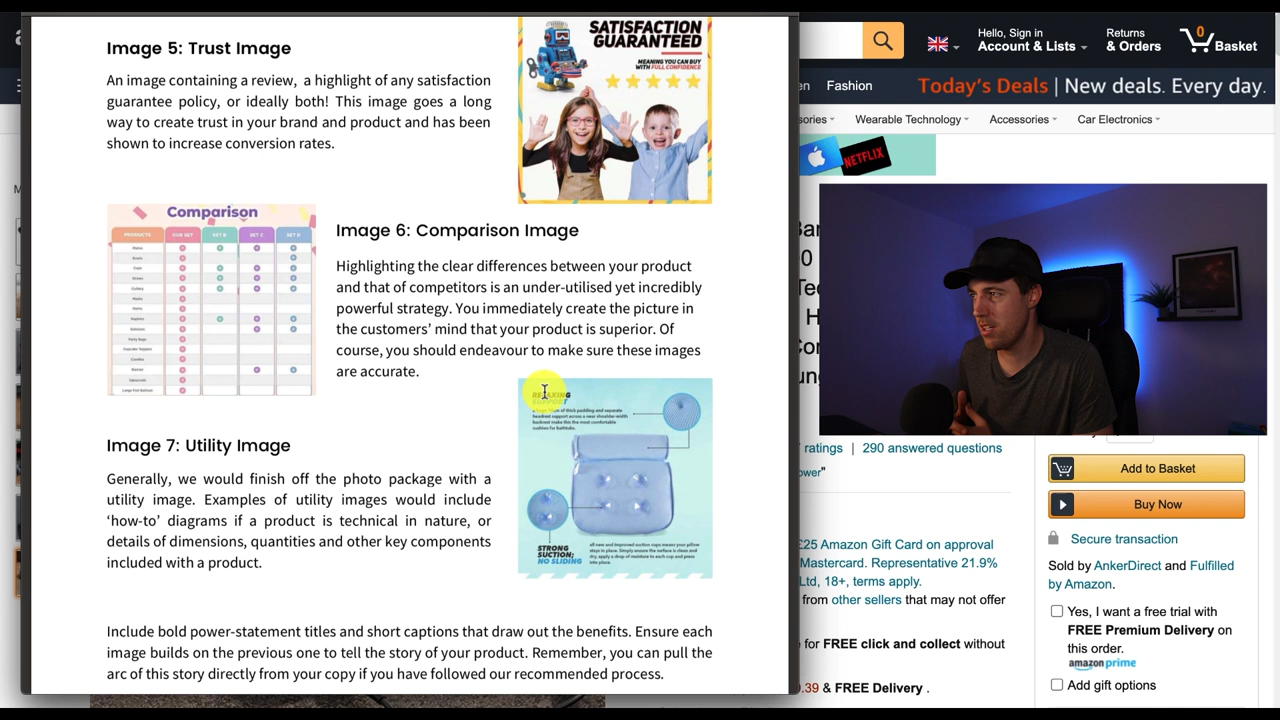 Image 5: Trust Image
An image containing a review, a highlight of any satisfaction
guarantee policy, or ideally both! This image goes a long
way to create trust in your brand and product and has been
shown to increase conversion rates.
SATISFACTION
GUARANTEED
MEANING YOU CAN BUY
WITH FULL CONFIDENCE
Comparison
PRODUCTS OUR SET SET B SET C SET D
Image 6: Comparison Image
Highlighting the clear differences between your product
and that of competitors is an under-utilised yet incredibly
powerful strategy. You immediately create the picture in
the customers' mind that your product is superior. Of
course, you should endeavour to make sure these images
are accurate.
Image 7: Utility Image
Generally, we would finish off the photo package with a
utility image. Examples of utility images would include
'how-to' diagrams if a product is technical in nature, or
details of dimensions, quantities and other key components
included with a product.
STRONG
SUCTION;
NO SLIDING
Include bold power-statement titles and short captions that draw out the benefits. Ensure each
image builds on the previous one to tell the story of your product. Remember, you can pull the
arc of this story directly from your copy if you have followed our recommended process.
Hello, Sign in
Account & Lists
Returns
& Orders
0
Basket
en Fashion
Today's Deals | New deals. Every day.
sories Wearable Technology Accessories Car Electronics
NETFLIX
ratings | 290 answered questions
ower"
£25 Amazon Gift Card on approval
Mastercard. Representative 21.9%
Ltd, 18+, terms apply.
from other sellers that may not offer
for FREE click and collect without
.39 & FREE Delivery .
Add to Basket
Buy Now
Secure transaction
Sold by AnkerDirect and Fulfilled
by Amazon.
Yes, I want a free trial with
FREE Premium Delivery on
this order.
amazon prime
Add gift options